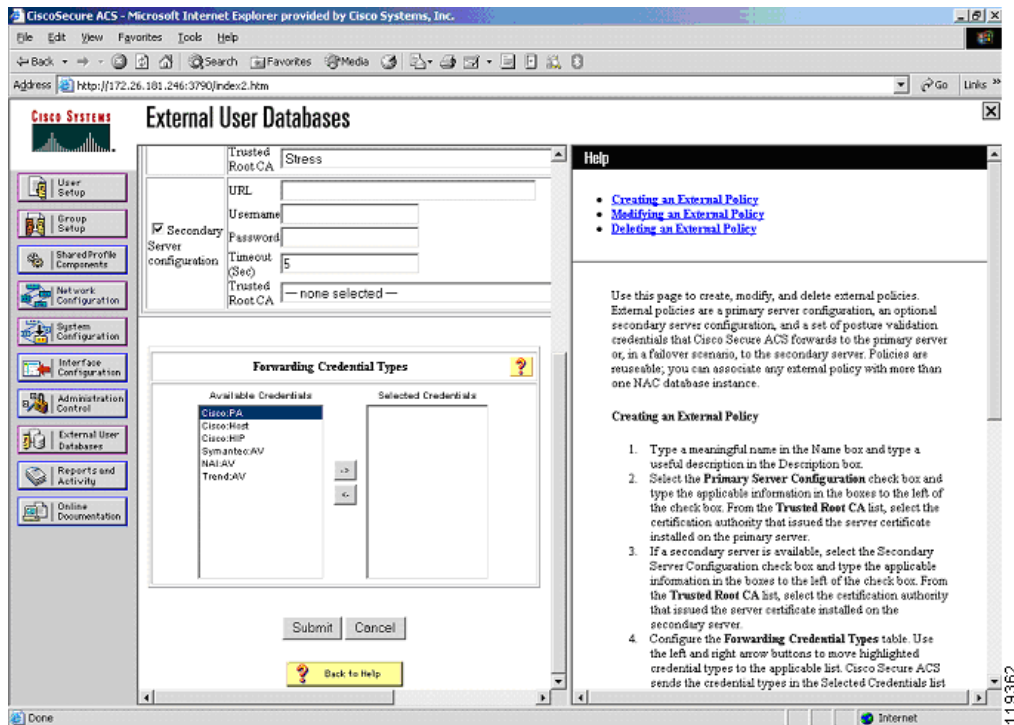 CiscoSecure ACS - Microsoft Internet Explorer provided by Cisco Systems, Inc.
File Edit View Favorites Tools Help
Back Search Favorites Media
Address http://172.26.181.246:3790/index2.htm Go Links »
CISCO SYSTEMS
External User Databases
User Setup
Group Setup
Shared Profile Components
Network Configuration
System Configuration
Interface Configuration
Administration Control
External User Databases
Reports and Activity
Online Documentation
Trusted Root CA Stress
Secondary Server configuration
URL
Username
Password
Timeout (Sec) 5
Trusted Root CA -- none selected --
Forwarding Credential Types ?
Available Credentials Selected Credentials
Cisco:PA
Cisco:Host
Cisco:HIP
Symantec:AV
NAI:AV
Trend:AV
->
<-
Submit Cancel
? Back to Help
Help
• Creating an External Policy
• Modifying an External Policy
• Deleting an External Policy
Use this page to create, modify, and delete external policies.
External policies are a primary server configuration, an optional
secondary server configuration, and a set of posture validation
credentials that Cisco Secure ACS forwards to the primary server
or, in a failover scenario, to the secondary server. Policies are
reuseable; you can associate any external policy with more than
one NAC database instance.
Creating an External Policy
1. Type a meaningful name in the Name box and type a
useful description in the Description box.
2. Select the Primary Server Configuration check box and
type the applicable information in the boxes to the left of
the check box. From the Trusted Root CA list, select the
certification authority that issued the server certificate
installed on the primary server.
3. If a secondary server is available, select the Secondary
Server Configuration check box and type the applicable
information in the boxes to the left of the check box. From
the Trusted Root CA list, select the certification authority
that issued the server certificate installed on the
secondary server.
4. Configure the Forwarding Credential Types table. Use
the left and right arrow buttons to move highlighted
credential types to the applicable list. Cisco Secure ACS
sends the credential types in the Selected Credentials list
Done Internet
119362